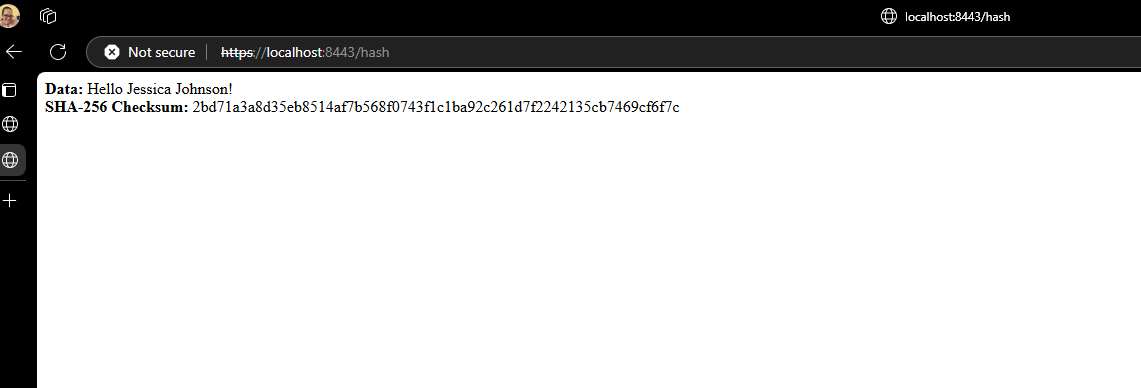 localhost:8443/hash
Not secure https://localhost:8443/hash
Data: Hello Jessica Johnson!
SHA-256 Checksum: 2bd71a3a8d35eb8514af7b568f0743f1c1ba92c261d7f2242135cb7469cf6f7c